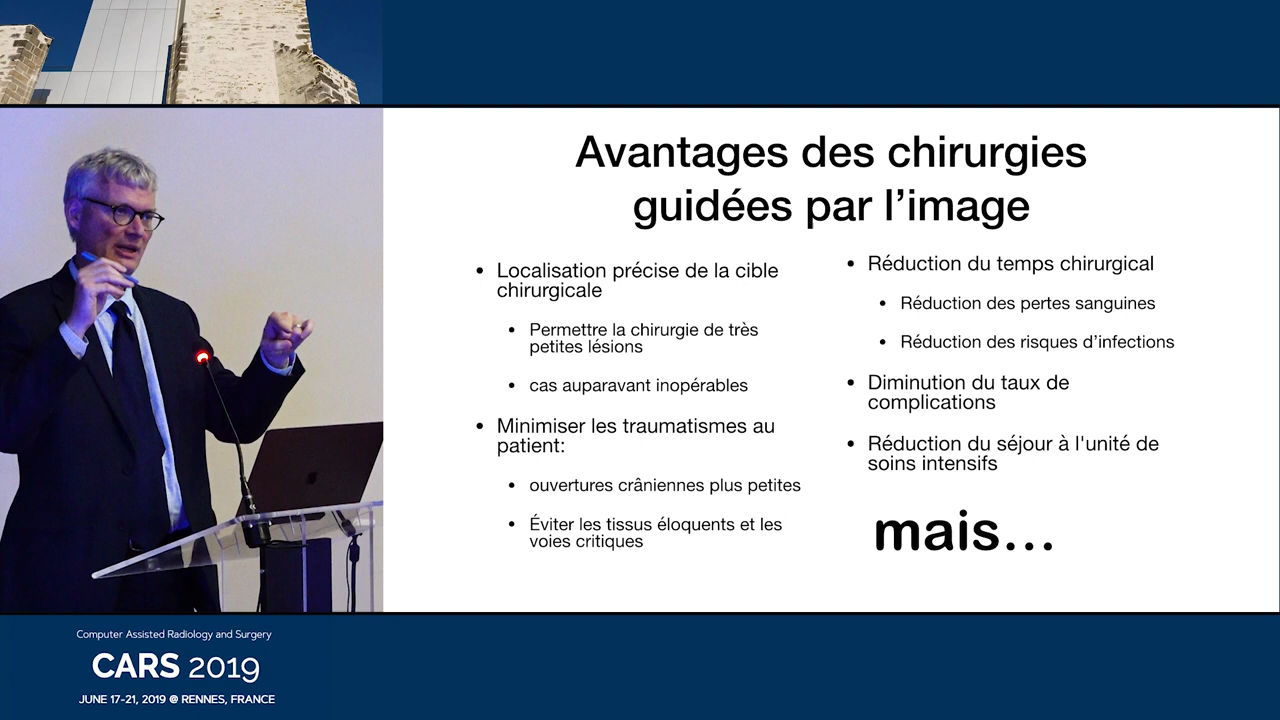 Avantages des chirurgies
guidées par l'image
• Localisation précise de la cible
chirurgicale
• Permettre la chirurgie de très
petites lésions
• cas auparavant inopérables
• Minimiser les traumatismes au
patient:
• ouvertures crâniennes plus petites
• Éviter les tissus éloquents et les
voies critiques
• Réduction du temps chirurgical
• Réduction des pertes sanguines
• Réduction des risques d'infections
• Diminution du taux de
complications
• Réduction du séjour à l'unité de
soins intensifs
mais...
Computer Assisted Radiology and Surgery
CARS 2019
JUNE 17-21, 2019 @ RENNES, FRANCE